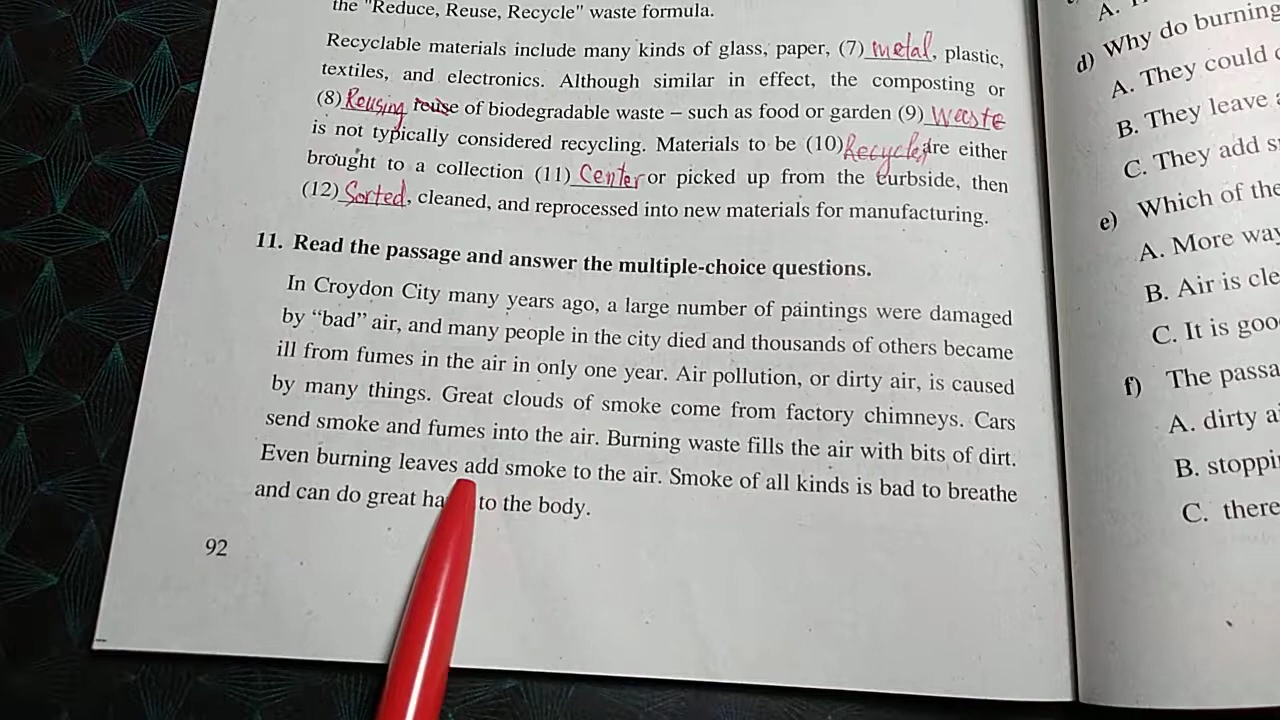 the "Reduce, Reuse, Recycle" waste formula.
Recyclable materials include many kinds of glass, paper, (7) metal, plastic,
textiles, and electronics. Although similar in effect, the composting or
(8) Reusing reuse of biodegradable waste – such as food or garden (9) Weaste
is not typically considered recycling. Materials to be (10) are either
brought to a collection (11) Center or picked up from the curbside, then
(12) Sorted, cleaned, and reprocessed into new materials for manufacturing.
11. Read the passage and answer the multiple-choice questions.
In Croydon City many years ago, a large number of paintings were damaged
by “bad” air, and many people in the city died and thousands of others became
ill from fumes in the air in only one year. Air pollution, or dirty air, is caused
by many things. Great clouds of smoke come from factory chimneys. Cars
send smoke and fumes into the air. Burning waste fills the air with bits of dirt.
Even burning leaves add smoke to the air. Smoke of all kinds is bad to breathe
and can do great ha to the body.
92
A.
d) Why do burning
A. They could
B. They leave
C. They add
e) Which of the
A. More
B. Air is
C. It is
f) The
A. dirty
B.
C. there